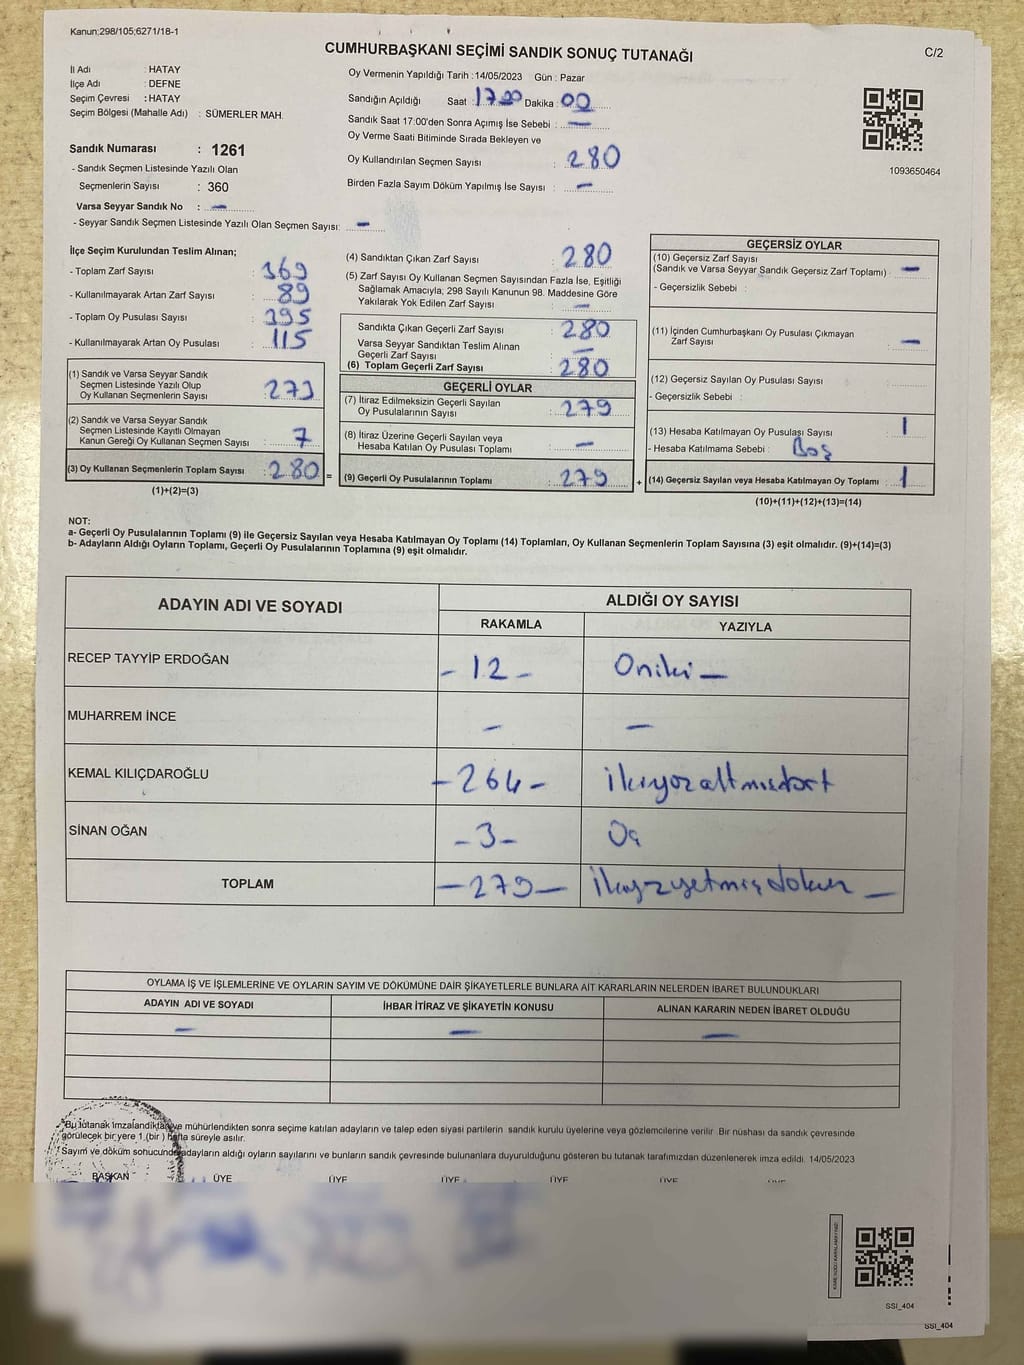 Kanun;298/105;6271/18-1
CUMHURBAŞKANI SEÇİMİ SANDIK SONUÇ TUTANAĞI
C/2
İl Adı : HATAY
İlçe Adı : DEFNE
Seçim Çevresi : HATAY
Seçim Bölgesi (Mahalle Adı) : SÜMERLER MAH.
Sandık Numarası : 1261
- Sandık Seçmen Listesinde Yazılı Olan
Seçmenlerin Sayısı : 360
Varsa Seyyar Sandık No : —
- Seyyar Sandık Seçmen Listesinde Yazılı Olan Seçmen Sayısı: —
Oy Vermenin Yapıldığı Tarih : 14/05/2023 Gün : Pazar
Sandığın Açıldığı Saat : 17.00 Dakika : 00
Sandık Saat 17:00'den Sonra Açımış İse Sebebi : —
Oy Verme Saati Bitiminde Sırada Bekleyen ve
Oy Kullandırılan Seçmen Sayısı : 280
Birden Fazla Sayım Döküm Yapılmış İse Sayısı : —
1093650464
İlçe Seçim Kurulundan Teslim Alınan;
- Toplam Zarf Sayısı : 369
- Kullanılmayarak Artan Zarf Sayısı : 89
- Toplam Oy Pusulası Sayısı : 395
- Kullanılmayarak Artan Oy Pusulası : 115
(1) Sandık ve Varsa Seyyar Sandık
Seçmen Listesinde Yazılı Olup
Oy Kullanan Seçmenlerin Sayısı : 273
(2) Sandık ve Varsa Seyyar Sandık
Seçmen Listesinde Kayıtlı Olmayan
Kanun Gereği Oy Kullanan Seçmen Sayısı : 7
(3) Oy Kullanan Seçmenlerin Toplam Sayısı : 280 =
(1)+(2)=(3)
(4) Sandıktan Çıkan Zarf Sayısı : 280
(5) Zarf Sayısı Oy Kullanan Seçmen Sayısından Fazla İse, Eşitliği
Sağlamak Amacıyla, 298 Sayılı Kanunun 98. Maddesine Göre
Yakılarak Yok Edilen Zarf Sayısı : —
Sandıkta Çıkan Geçerli Zarf Sayısı : 280
Varsa Seyyar Sandıktan Teslim Alınan
Geçerli Zarf Sayısı : —
(6) Toplam Geçerli Zarf Sayısı : 280
GEÇERLİ OYLAR
(7) İtiraz Edilmeksizin Geçerli Sayılan
Oy Pusulalarının Sayısı : 279
(8) İtiraz Üzerine Geçerli Sayılan veya
Hesaba Katılan Oy Pusulası Toplamı : —
(9) Geçerli Oy Pusulalarının Toplamı : 279 +
GEÇERSİZ OYLAR
(10) Geçersiz Zarf Sayısı
(Sandık ve Varsa Seyyar Sandık Geçersiz Zarf Toplamı) : —
- Geçersizlik Sebebi :
(11) İçinden Cumhurbaşkanı Oy Pusulası Çıkmayan
Zarf Sayısı : —
(12) Geçersiz Sayılan Oy Pusulası Sayısı :
- Geçersizlik Sebebi :
(13) Hesaba Katılmayan Oy Pusulası Sayısı : 1
- Hesaba Katılmama Sebebi : Boş
(14) Geçersiz Sayılan veya Hesaba Katılmayan Oy Toplamı : 1
(10)+(11)+(12)+(13)=(14)
NOT:
a- Geçerli Oy Pusulalarının Toplamı (9) ile Geçersiz Sayılan veya Hesaba Katılmayan Oy Toplamı (14) Toplamları, Oy Kullanan Seçmenlerin Toplam Sayısına (3) eşit olmalıdır. (9)+(14)=(3)
b- Adayların Aldığı Oyların Toplamı, Geçerli Oy Pusulalarının Toplamına (9) eşit olmalıdır.
ADAYIN ADI VE SOYADI ALDIĞI OY SAYISI
RAKAMLA YAZIYLA
RECEP TAYYİP ERDOĞAN - 12 - Oniki —
MUHARREM İNCE — —
KEMAL KILIÇDAROĞLU -264- ikiyüzaltmışdört
SİNAN OĞAN -3- Üç
TOPLAM —279— ikiyüzyetmişdokuz —
OYLAMA İŞ VE İŞLEMLERİNE VE OYLARIN SAYIM VE DÖKÜMÜNE DAİR ŞİKAYETLERLE BUNLARA AİT KARARLARIN NELERDEN İBARET BULUNDUKLARI
ADAYIN ADI VE SOYADI İHBAR İTİRAZ VE ŞİKAYETİN KONUSU ALINAN KARARIN NEDEN İBARET OLDUĞU
— — —
Bu tutanak imzalandıktan ve mühürlendikten sonra seçime katılan adayların ve talep eden siyasi partilerin sandık kurulu üyelerine veya gözlemcilerine verilir. Bir nüshası da sandık çevresinde
görülecek bir yere 1 (bir ) hafta süreyle asılır.
Sayım ve döküm sonucunda adayların aldığı oyların sayılarını ve bunların sandık çevresinde bulunanlara duyurulduğunu gösteren bu tutanak tarafımızdan düzenlenerek imza edildi. 14/05/2023
BAŞKAN ÜYE ÜYE ÜYE ÜYE ÜYE
SSI_404
SSI_404